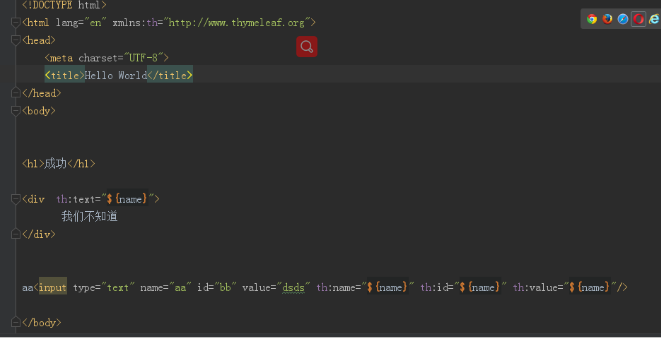 <!DOCTYPE html>
<html lang="en" xmlns:th="http://www.thymeleaf.org">
<head>
    <meta charset="UTF-8">
    <title>Hello World</title>
</head>
<body>
<h1>成功</h1>
<div  th:text="${name}">
      我们不知道
</div>
aa<input type="text" name="aa" id="bb" value="dsds" th:name="${name}" th:id="${name}" th:value="${name}"/>
</body>